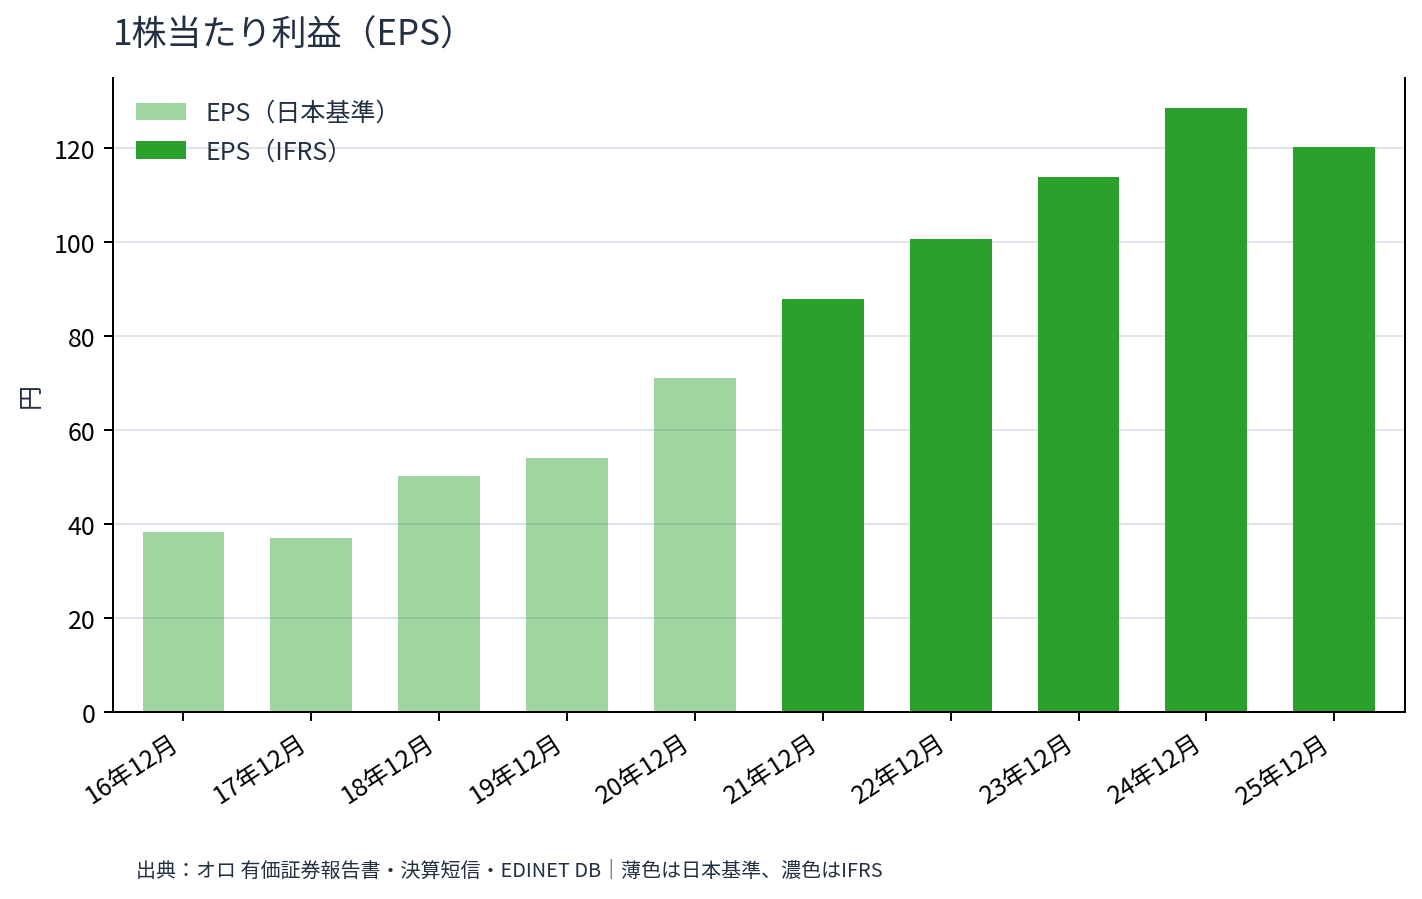 1株当たり利益（EPS）
EPS（日本基準）
EPS（IFRS）
円
120
100
80
60
40
20
0
16年12月
17年12月
18年12月
19年12月
20年12月
21年12月
22年12月
23年12月
24年12月
25年12月
出典：オロ 有価証券報告書・決算短信・EDINET DB｜薄色は日本基準、濃色はIFRS